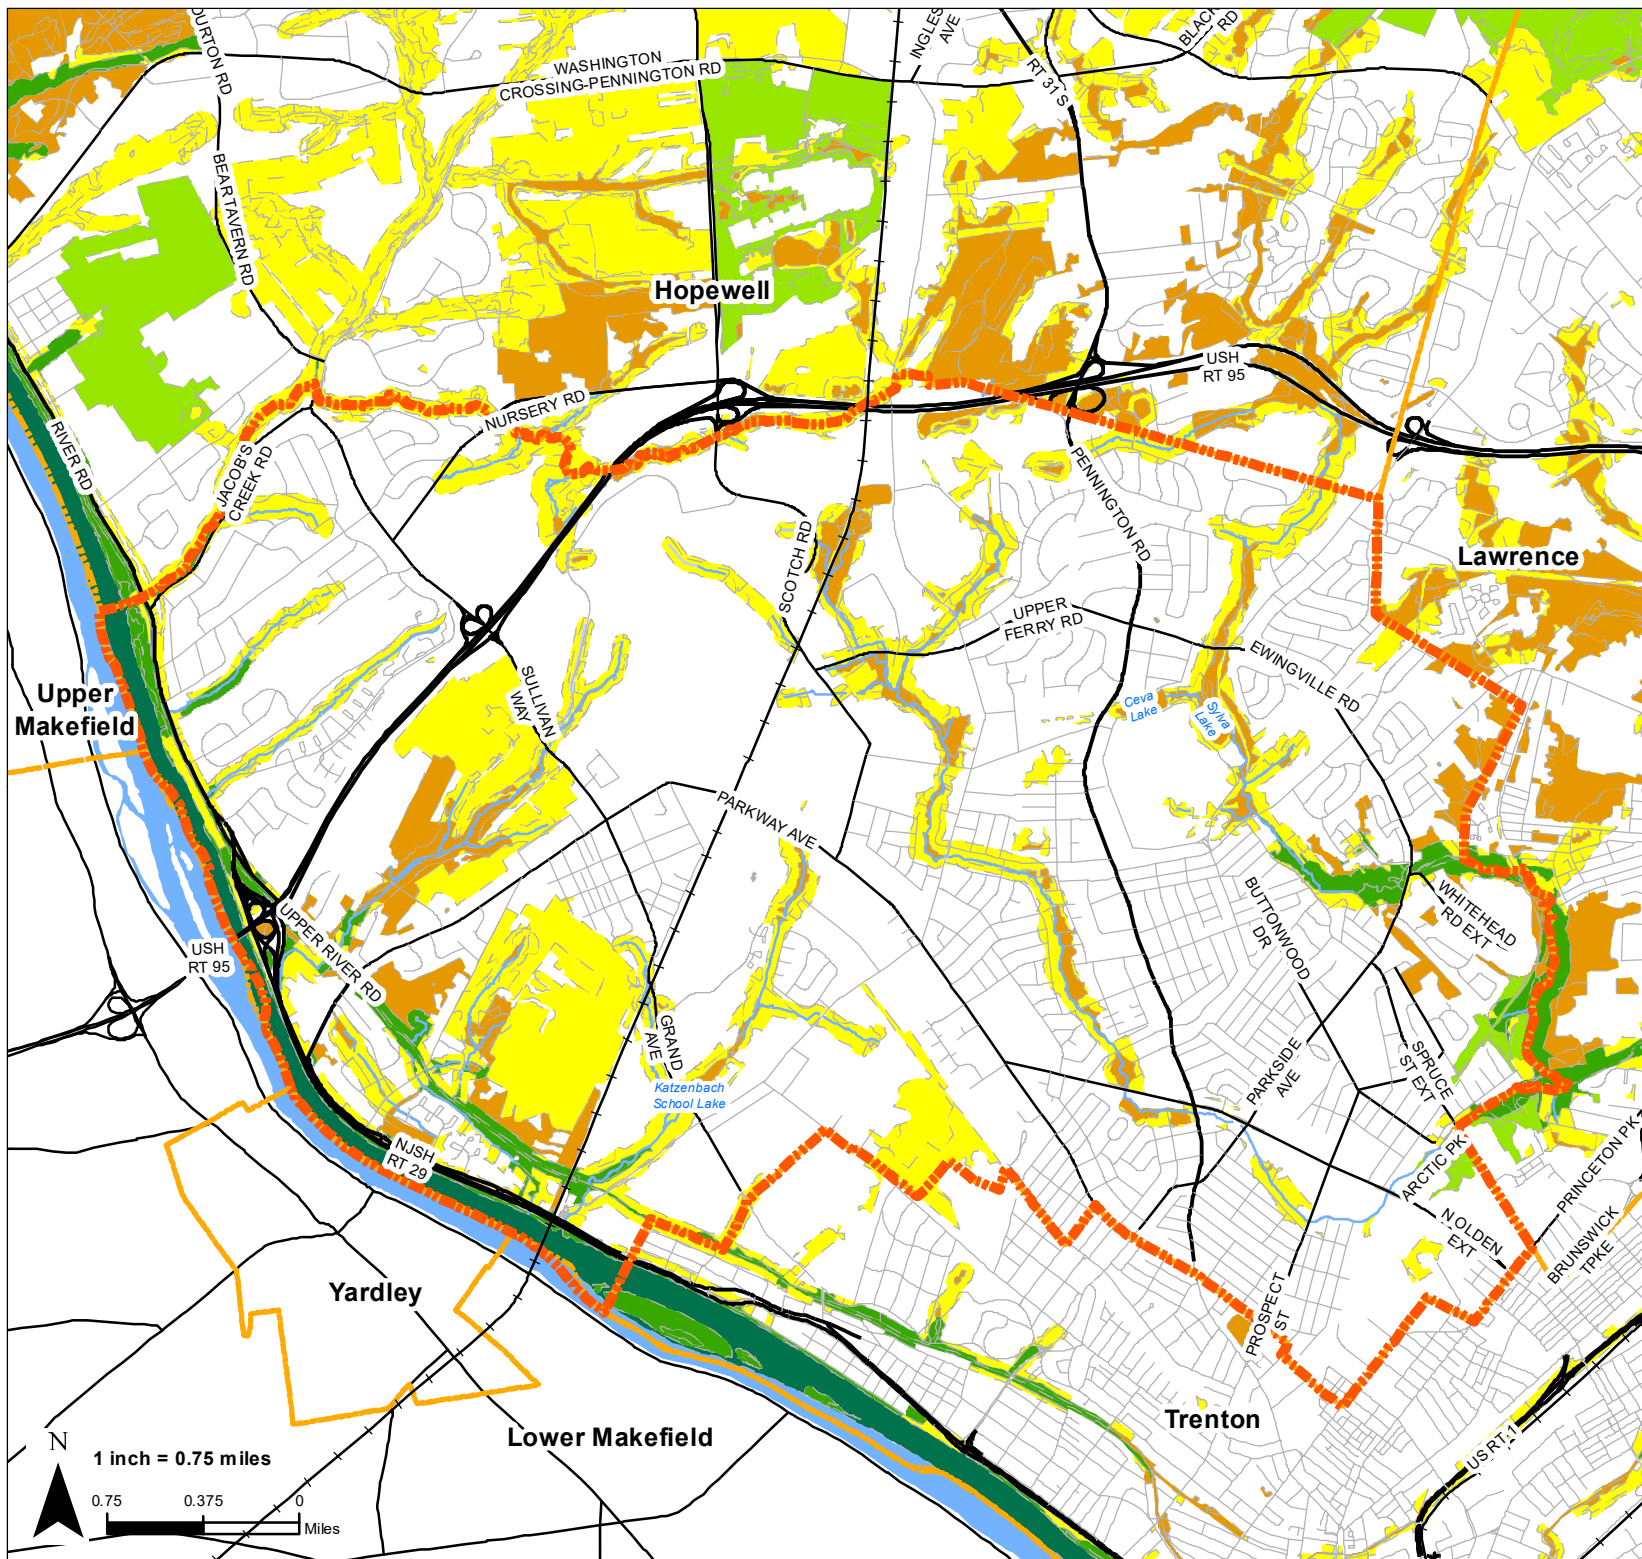 OURTON RD
WASHINGTON
CROSSING-PENNINGTON RD
INGLES
AVE
RT 31 S
BLACK
RD
BEARTAVERN RD
Hopewell
USH
RT 95
NURSERY RD
RIVER RD
JACOB'S
CREEK RD
PENNINGTON RD
SCOTCH RD
Lawrence
UPPER
FERRY RD
EWINGVILLE RD
Upper
Makefield
SULLIVAN
WAY
Ceva
Lake
Sylva
Lake
PARKWAY AVE
BUTTONWOOD
DR
WHITEHEAD
RD EXT
UPPER RIVER RD
USH
RT 95
GRAND
AVE
Katzenbach
School Lake
PARKSIDE
AVE
SPRUCE
ST EXT
NJSH
RT 29
ARCTIC PK
PRINCETON PK
N OLDEN
EXT
BRUNSWICK
TPKE
Yardley
PROSPECT
ST
Trenton
Lower Makefield
US RT 1
N
1 inch = 0.75 miles
0.75 0.375 0
Miles